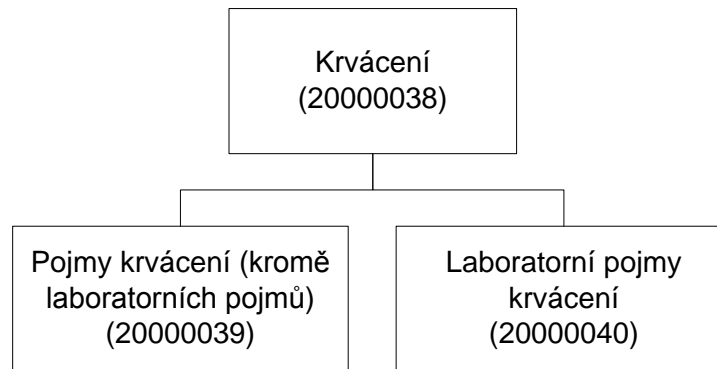 Krvácení
(20000038)
Pojmy krvácení (kromě
laboratorních pojmů)
(20000039)
Laboratorní pojmy
krvácení
(20000040)